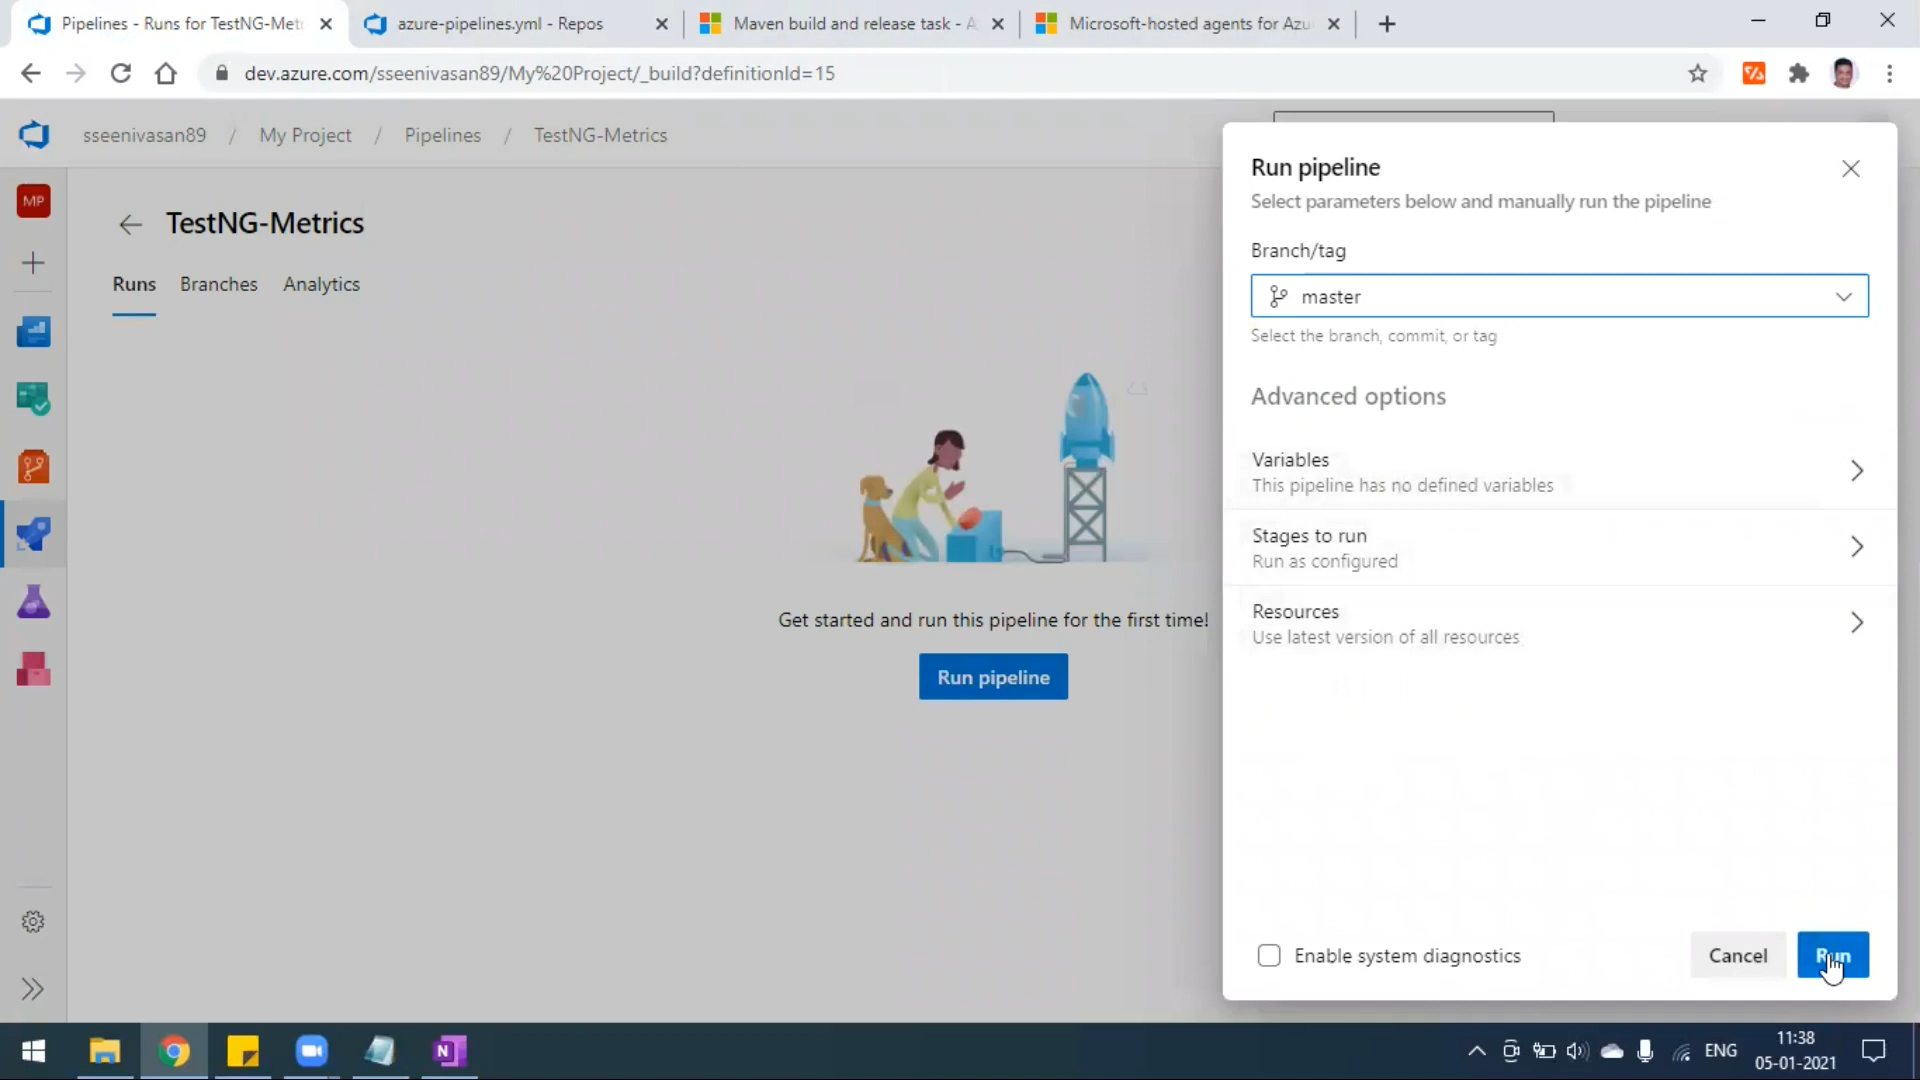 Pipelines - Runs for TestNG-Metr
azure-pipelines.yml - Repos
Maven build and release task - A
Microsoft-hosted agents for Azu
dev.azure.com/sseenivasan89/My%20Project/_build?definitionId=15
sseenivasan89 / My Project / Pipelines / TestNG-Metrics
MP
TestNG-Metrics
Runs
Branches
Analytics
Get started and run this pipeline for the first time!
Run pipeline
Run pipeline
Select parameters below and manually run the pipeline
Branch/tag
master
Select the branch, commit, or tag
Advanced options
Variables
This pipeline has no defined variables
Stages to run
Run as configured
Resources
Use latest version of all resources
Enable system diagnostics
Cancel
Run
N
ENG
11:38
05-01-2021